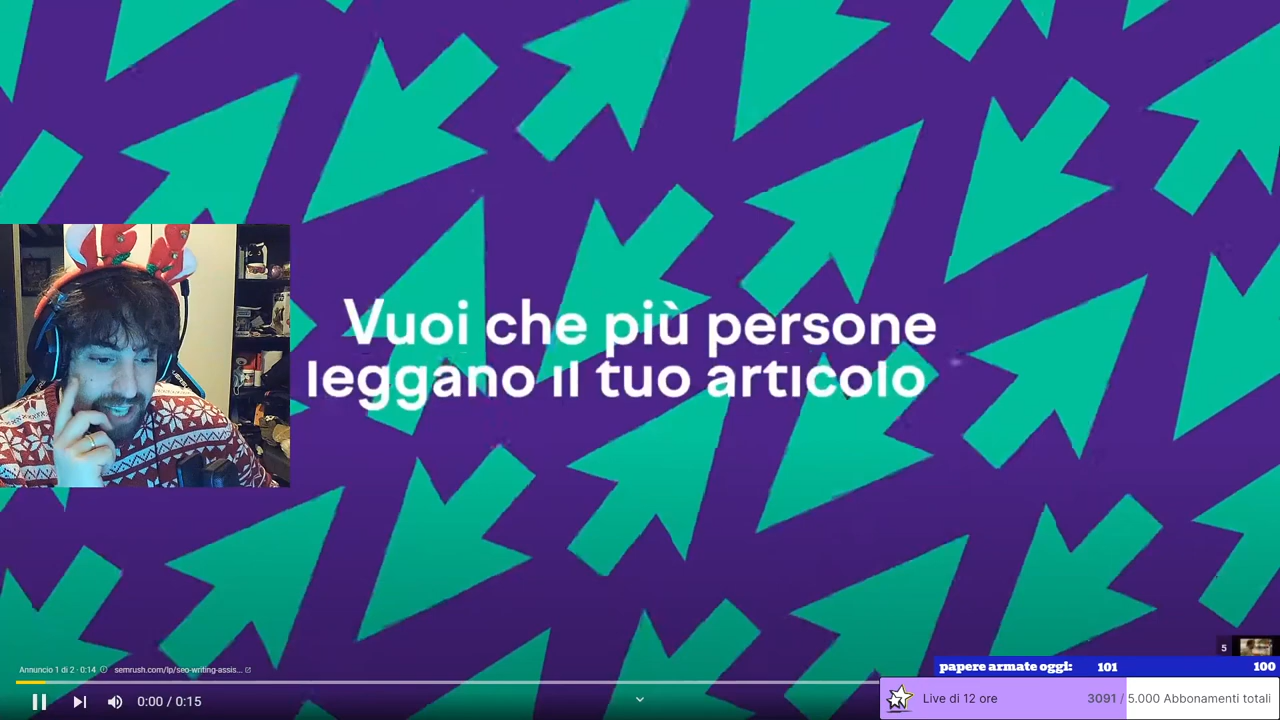 Vuoi che più persone
leggano il tuo articolo
Annuncio 1 di 2 · 0:14 semrush.com/lp/seo-writing-assis...
5
papere armate oggi: 101 100
0:00 / 0:15
Live di 12 ore 3091 / 5.000 Abbonamenti totali